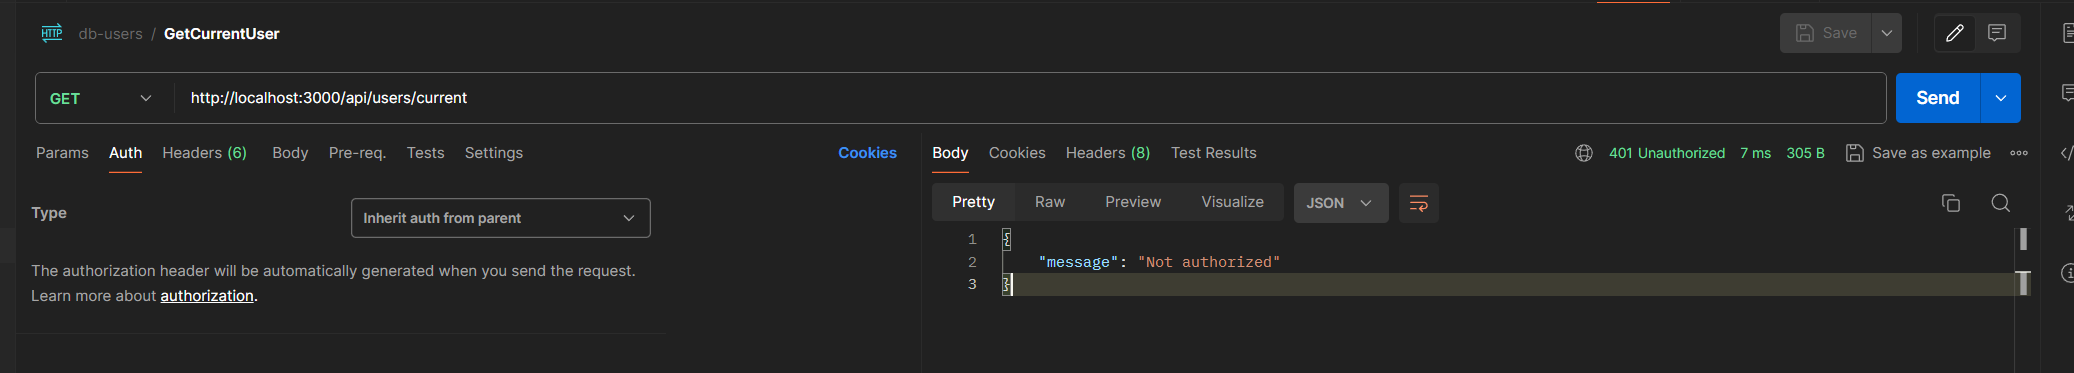 HTTP db-users / GetCurrentUser Save
GET http://localhost:3000/api/users/current Send
Params Auth Headers (6) Body Pre-req. Tests Settings Cookies
Body Cookies Headers (8) Test Results 401 Unauthorized 7 ms 305 B Save as example
Type Inherit auth from parent
The authorization header will be automatically generated when you send the request.
Learn more about authorization.
Pretty Raw Preview Visualize JSON
1 {
2 "message": "Not authorized"
3 }